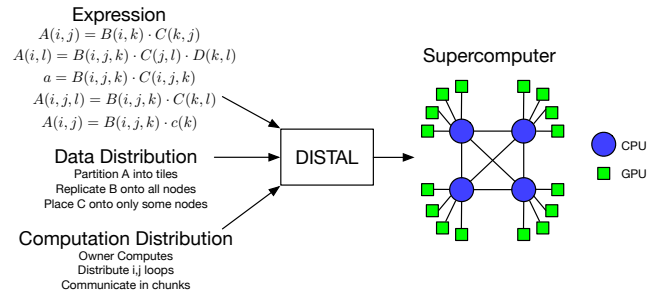 Expression
A(i, j) = B(i, k) · C(k, j)
A(i, l) = B(i, j, k) · C(j, l) · D(k, l)
a = B(i, j, k) · C(i, j, k)
A(i, j, l) = B(i, j, k) · C(k, l)
A(i, j) = B(i, j, k) · c(k)
Data Distribution
Partition A into tiles
Replicate B onto all nodes
Place C onto only some nodes
Computation Distribution
Owner Computes
Distribute i,j loops
Communicate in chunks
DISTAL
Supercomputer
CPU
GPU